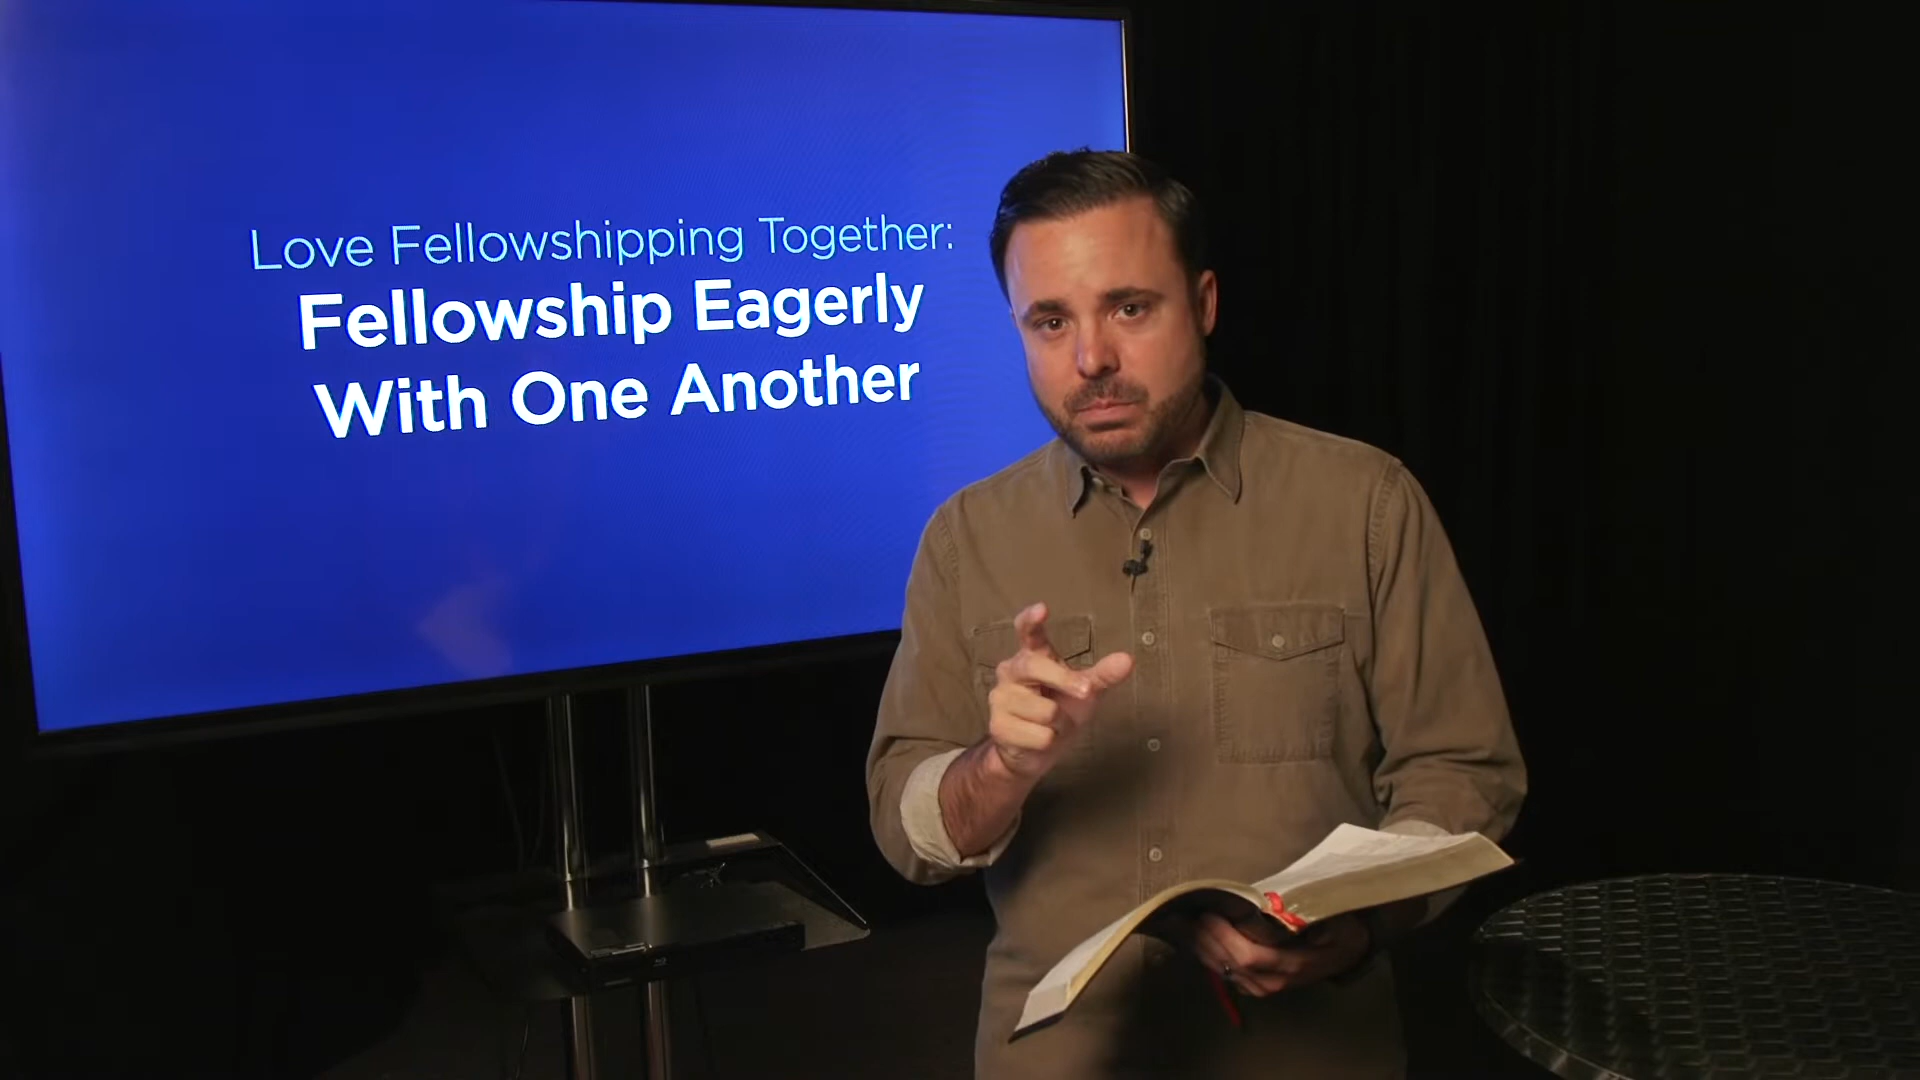 Love Fellowshipping Together:
Fellowship Eagerly
With One Another